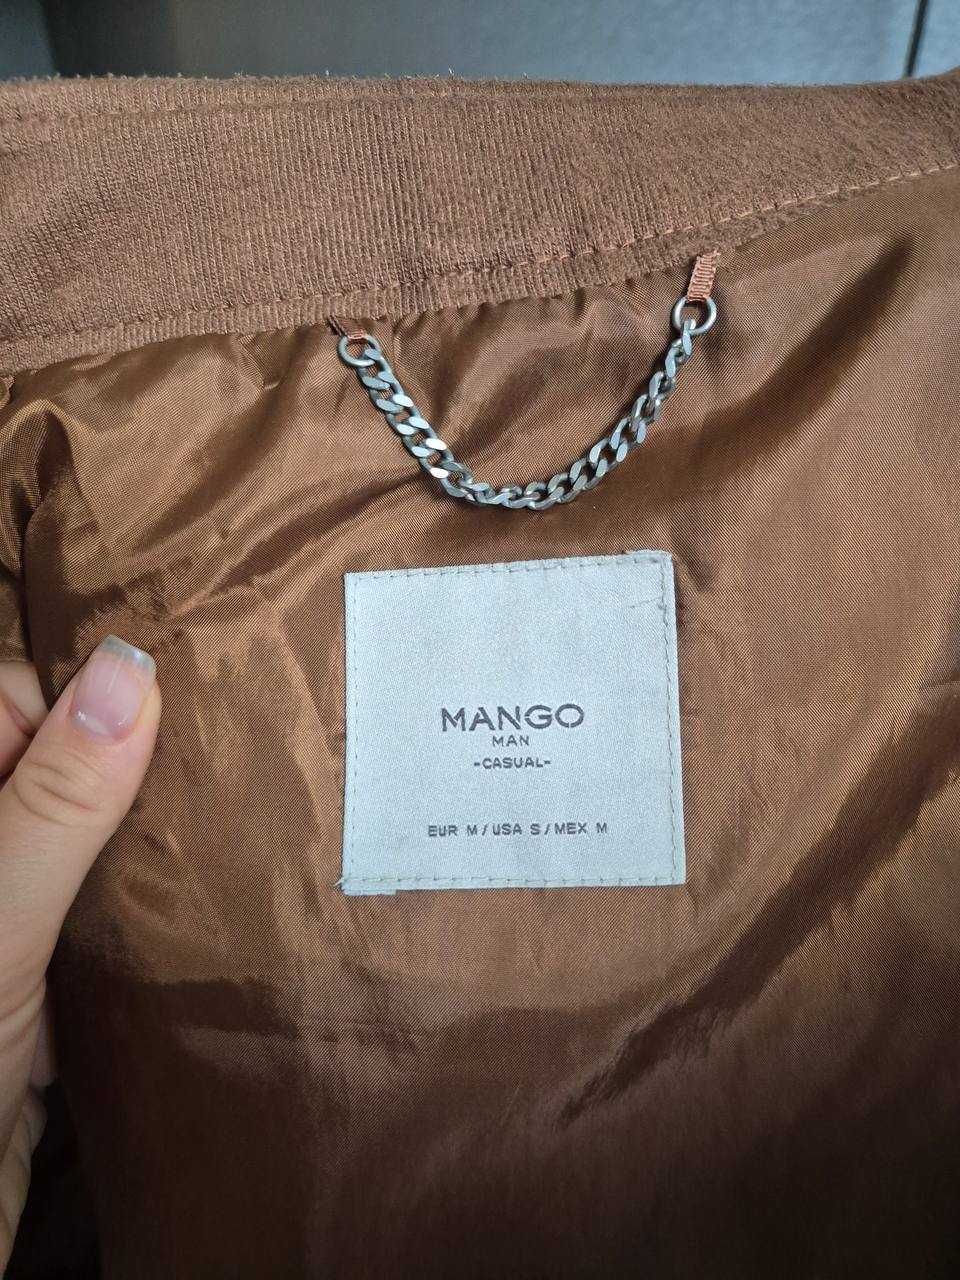 MANGO
MAN
-CASUAL-
EUR M / USA S / MEX M